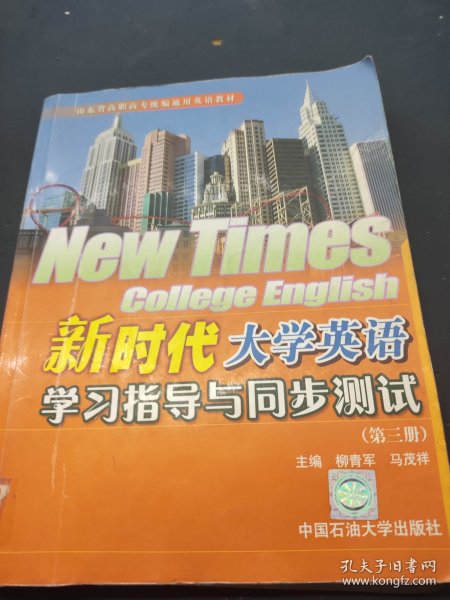 山东省高职高专统编通用英语教材
New Times
College English
新时代 大学英语
学习指导与同步测试
(第三册)
主编 柳青军 马茂祥
中国石油大学出版社
孔夫子旧书网
www.kongfz.com